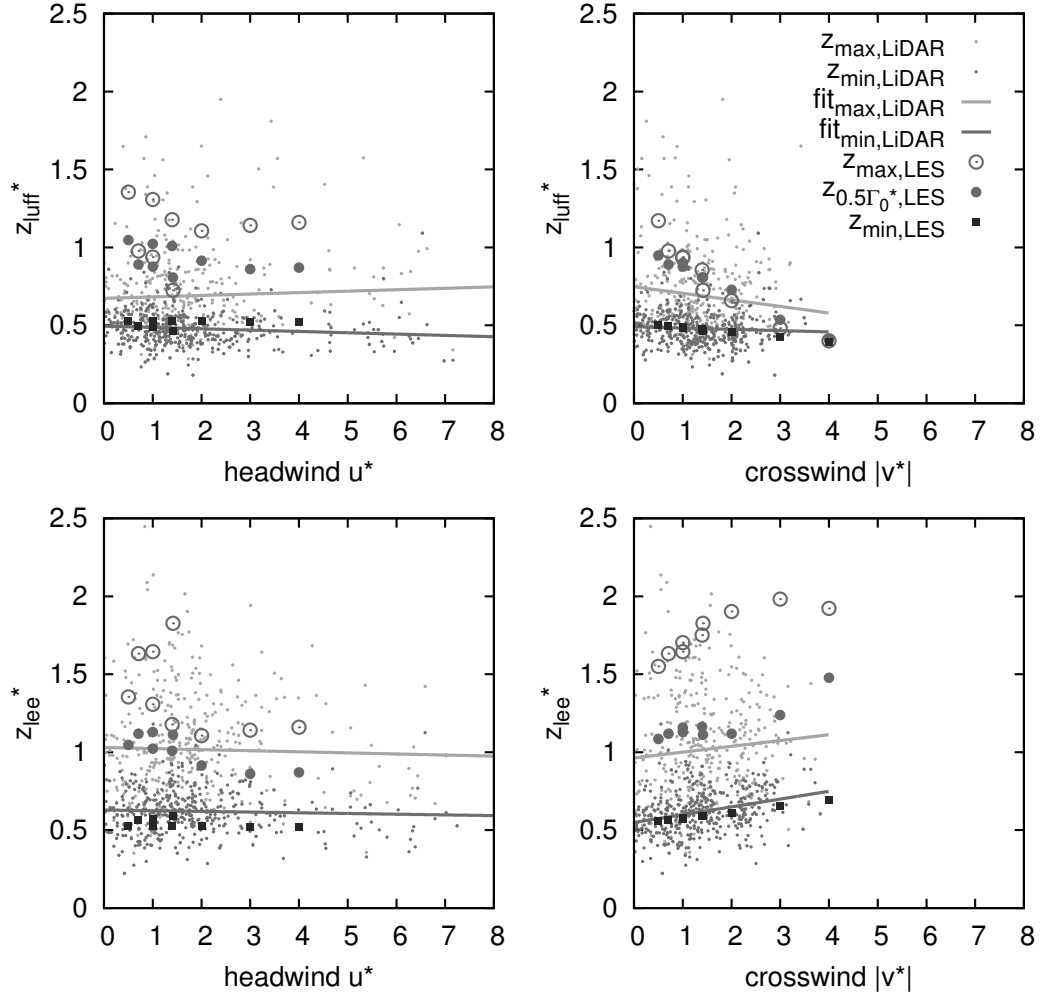 2.5
2
1.5
1
0.5
0
0 1 2 3 4 5 6 7 8
z_luff*
headwind u*
2.5
2
1.5
1
0.5
0
0 1 2 3 4 5 6 7 8
z_luff*
crosswind |v*|
z_max,LiDAR
z_min,LiDAR
fit_max,LiDAR
fit_min,LiDAR
z_max,LES
z_0.5Γ₀*,LES
z_min,LES
2.5
2
1.5
1
0.5
0
0 1 2 3 4 5 6 7 8
z_lee*
headwind u*
2.5
2
1.5
1
0.5
0
0 1 2 3 4 5 6 7 8
z_lee*
crosswind |v*|